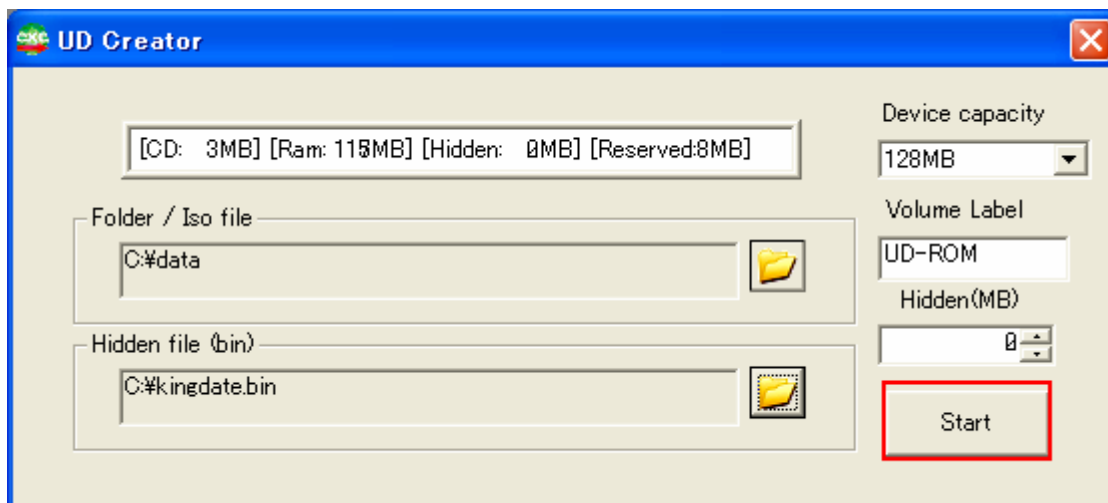 UD Creator
[CD: 3MB] [Ram: 115MB] [Hidden: 0MB] [Reserved:8MB]
Device capacity
128MB
Folder / Iso file
C:¥data
Volume Label
UD-ROM
Hidden(MB)
0
Hidden file (bin)
C:¥kingdate.bin
Start